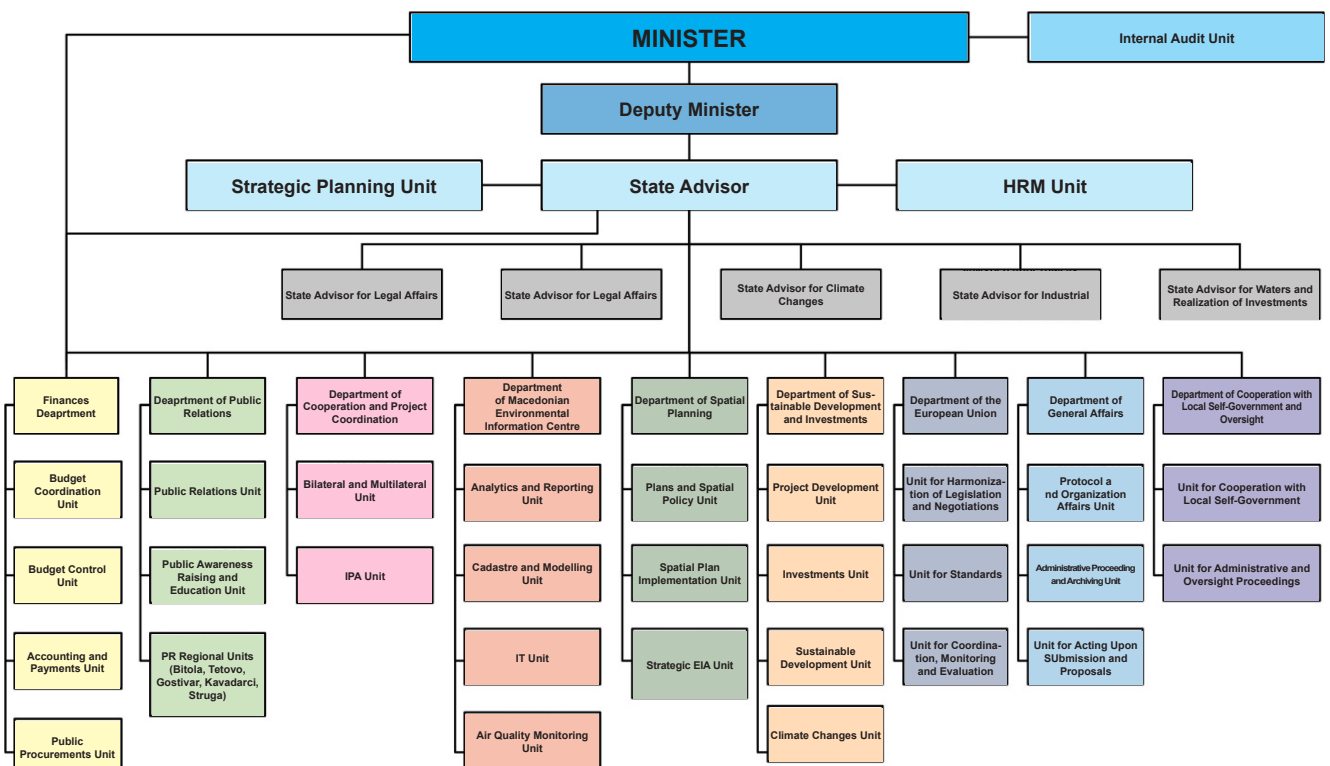 MINISTER
Internal Audit Unit
Deputy Minister
Strategic Planning Unit
State Advisor
HRM Unit
State Advisor for Legal Affairs
State Advisor for Legal Affairs
State Advisor for Climate
Changes
State Advisor for Industrial
State Advisor for Waters and
Realization of Investments
Finances
Deaprtment
Deaprtment of Public
Relations
Department of
Cooperation and Project
Coordination
Department
of Macedonian
Environmental
Information Centre
Department of Spatial
Planning
Department of Sus-
tainable Development
and Investments
Department of the
European Union
Department of
General Affairs
Department of Cooperation with
Local Self-Government and
Oversight
Budget
Coordination
Unit
Public Relations Unit
Bilateral and Multilateral
Unit
Analytics and Reporting
Unit
Plans and Spatial
Policy Unit
Project Development
Unit
Unit for Harmoniza-
tion of Legislation
and Negotiations
Protocol a
nd Organization
Affairs Unit
Unit for Cooperation with
Local Self-Government
Budget Control
Unit
Public Awareness
Raising and
Education Unit
IPA Unit
Cadastre and Modelling
Unit
Spatial Plan
Implementation Unit
Investments Unit
Unit for Standards
Administrative Proceeding
and Archiving Unit
Unit for Administrative and
Oversight Proceedings
Accounting and
Payments Unit
PR Regional Units
(Bitola, Tetovo,
Gostivar, Kavadarci,
Struga)
IT Unit
Strategic EIA Unit
Sustainable
Development Unit
Unit for Coordina-
tion, Monitoring
and Evaluation
Unit for Acting Upon
SUbmission and
Proposals
Public
Procurements Unit
Air Quality Monitoring
Unit
Climate Changes Unit